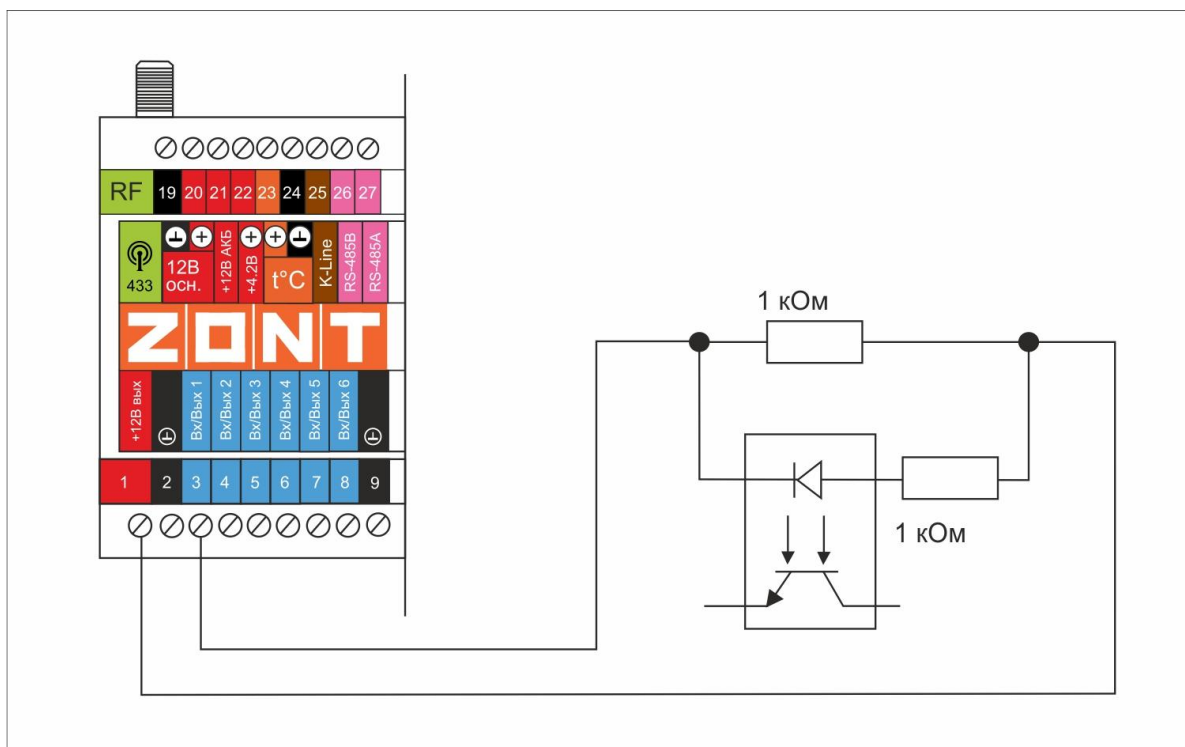 RF 19 20 21 22 23 24 25 26 27
433
12В
осн.
+12В АКБ
+4.2В
t°C
K-Line
RS-485B
RS-485A
ZONT
+12В вых
Вх/Вых 1
Вх/Вых 2
Вх/Вых 3
Вх/Вых 4
Вх/Вых 5
Вх/Вых 6
1 2 3 4 5 6 7 8 9
1 кОм
1 кОм